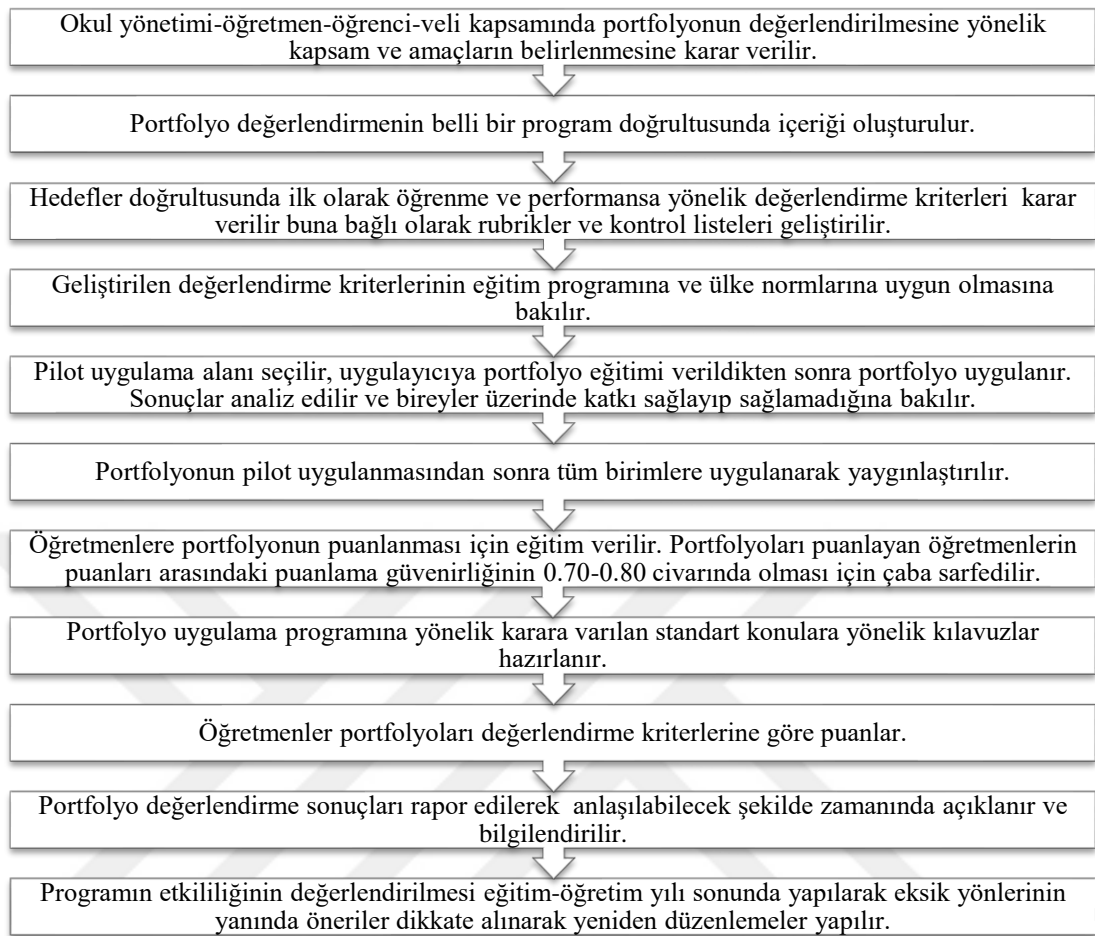 Okul yönetimi-öğretmen-öğrenci-veli kapsamında portfolyonun değerlendirilmesine yönelik
kapsam ve amaçların belirlenmesine karar verilir.
Portfolyo değerlendirmenin belli bir program doğrultusunda içeriği oluşturulur.
Hedefler doğrultusunda ilk olarak öğrenme ve performansa yönelik değerlendirme kriterleri karar
verilir buna bağlı olarak rubrikler ve kontrol listeleri geliştirilir.
Geliştirilen değerlendirme kriterlerinin eğitim programına ve ülke normlarına uygun olmasına
bakılır.
Pilot uygulama alanı seçilir, uygulayıcıya portfolyo eğitimi verildikten sonra portfolyo uygulanır.
Sonuçlar analiz edilir ve bireyler üzerinde katkı sağlayıp sağlamadığına bakılır.
Portfolyonun pilot uygulanmasından sonra tüm birimlere uygulanarak yaygınlaştırılır.
Öğretmenlere portfolyonun puanlanması için eğitim verilir. Portfolyoları puanlayan öğretmenlerin
puanları arasındaki puanlama güvenirliğinin 0.70-0.80 civarında olması için çaba sarfedilir.
Portfolyo uygulama programına yönelik karara varılan standart konulara yönelik kılavuzlar
hazırlanır.
Öğretmenler portfolyoları değerlendirme kriterlerine göre puanlar.
Portfolyo değerlendirme sonuçları rapor edilerek anlaşılabilecek şekilde zamanında açıklanır ve
bilgilendirilir.
Programın etkililiğinin değerlendirilmesi eğitim-öğretim yılı sonunda yapılarak eksik yönlerinin
yanında öneriler dikkate alınarak yeniden düzenlemeler yapılır.